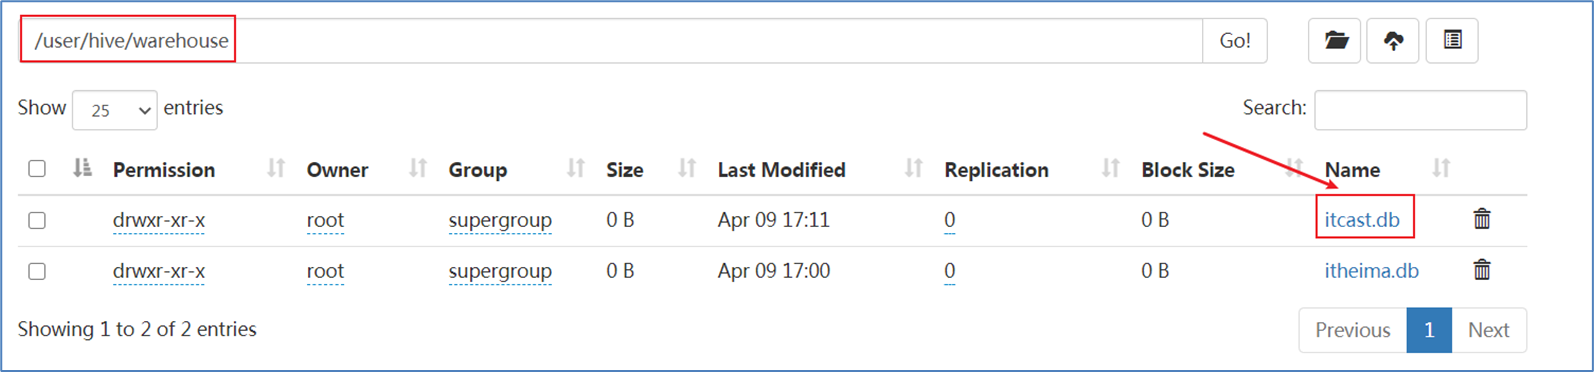 /user/hive/warehouse Go!
Show 25 entries Search:
Permission Owner Group Size Last Modified Replication Block Size Name
drwxr-xr-x root supergroup 0 B Apr 09 17:11 0 0 B itcast.db
drwxr-xr-x root supergroup 0 B Apr 09 17:00 0 0 B itheima.db
Showing 1 to 2 of 2 entries Previous 1 Next